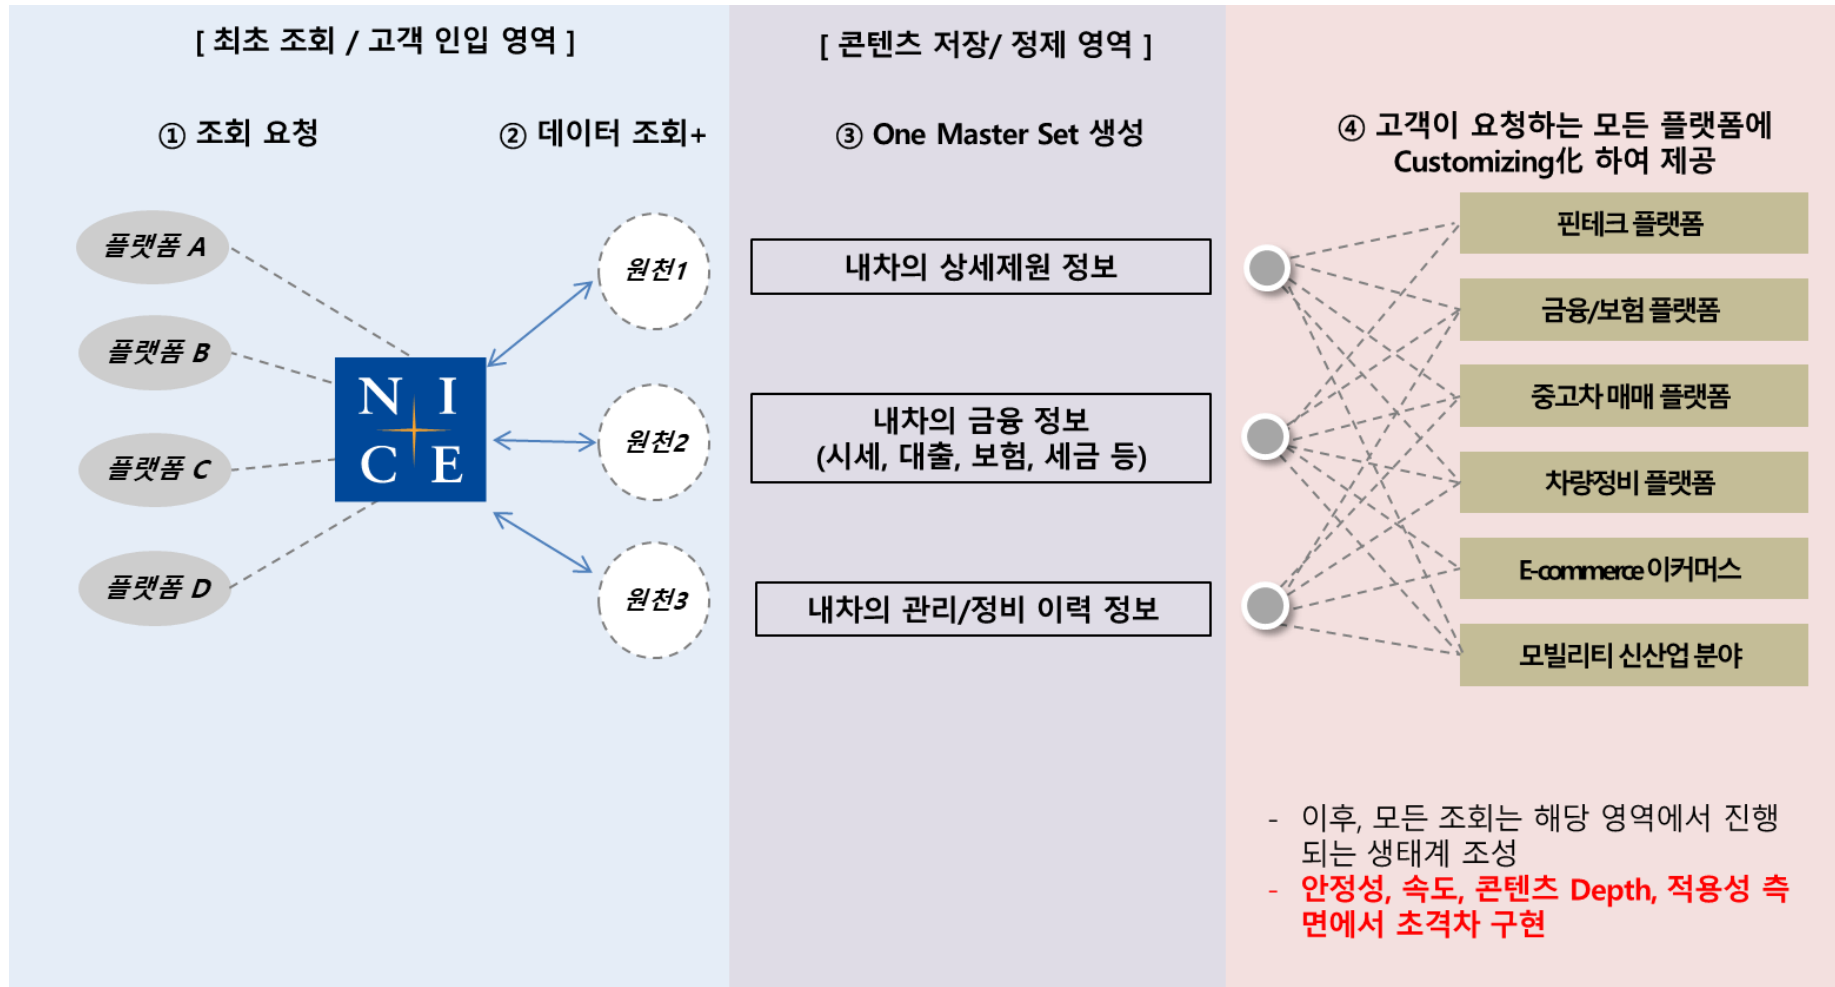 [ 최초 조회 / 고객 인입 영역 ]
① 조회 요청
② 데이터 조회+
플랫폼 A
플랫폼 B
플랫폼 C
플랫폼 D
N I
C E
원천1
원천2
원천3
[ 콘텐츠 저장/ 정제 영역 ]
③ One Master Set 생성
내차의 상세제원 정보
내차의 금융 정보
(시세, 대출, 보험, 세금 등)
내차의 관리/정비 이력 정보
④ 고객이 요청하는 모든 플랫폼에
Customizing化 하여 제공
핀테크 플랫폼
금융/보험 플랫폼
중고차 매매 플랫폼
차량정비 플랫폼
E-commerce 이커머스
모빌리티 신산업 분야
- 이후, 모든 조회는 해당 영역에서 진행
되는 생태계 조성
- 안정성, 속도, 콘텐츠 Depth, 적용성 측
면에서 초격차 구현